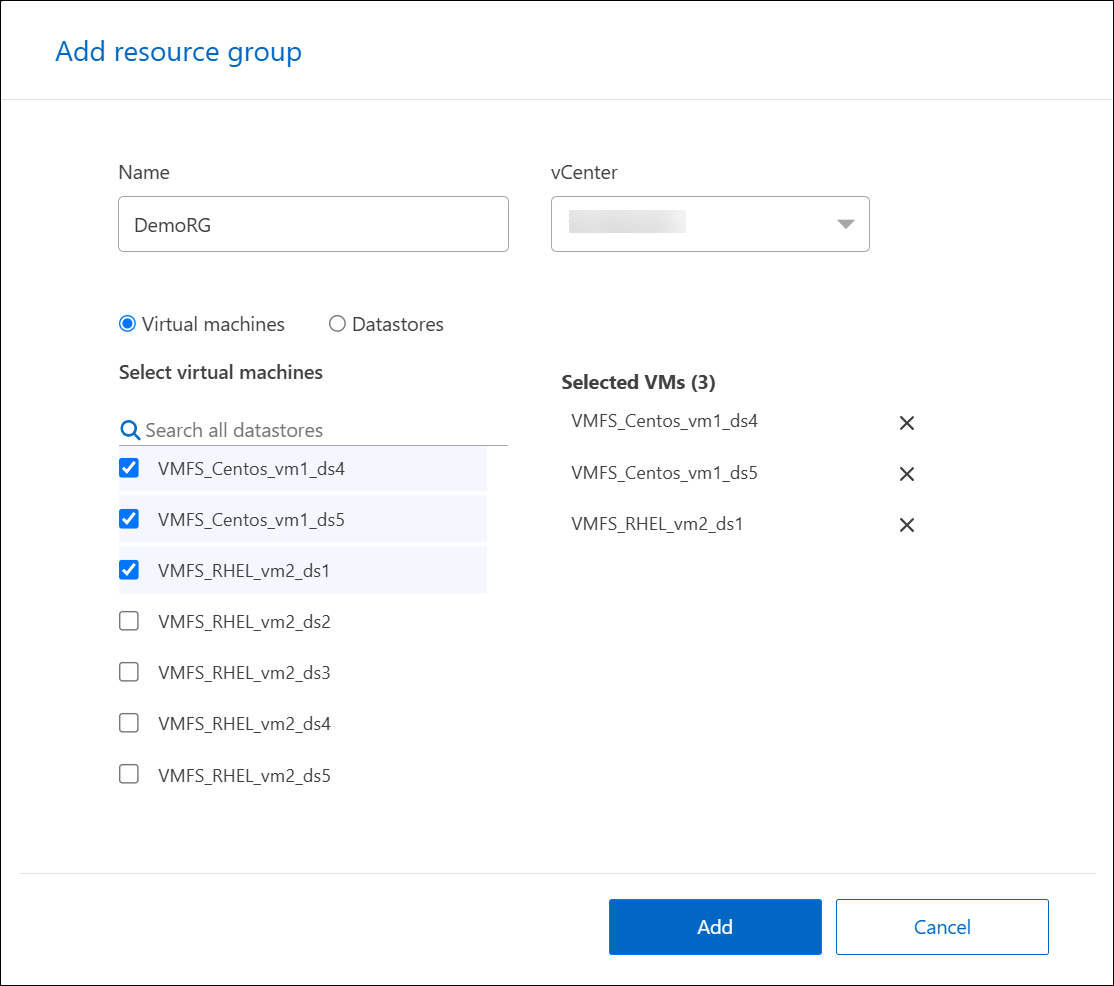 Add resource group
Name
vCenter
DemoRG
Virtual machines
Datastores
Select virtual machines
Search all datastores
VMFS_Centos_vm1_ds4
VMFS_Centos_vm1_ds5
VMFS_RHEL_vm2_ds1
VMFS_RHEL_vm2_ds2
VMFS_RHEL_vm2_ds3
VMFS_RHEL_vm2_ds4
VMFS_RHEL_vm2_ds5
Selected VMs (3)
VMFS_Centos_vm1_ds4
VMFS_Centos_vm1_ds5
VMFS_RHEL_vm2_ds1
Add
Cancel